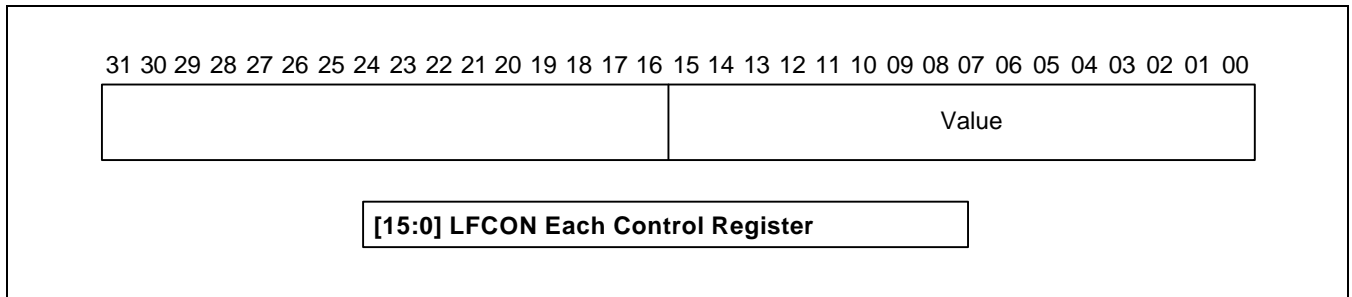 31 30 29 28 27 26 25 24 23 22 21 20 19 18 17 16 15 14 13 12 11 10 09 08 07 06 05 04 03 02 01 00
Value
[15:0] LFCON Each Control Register